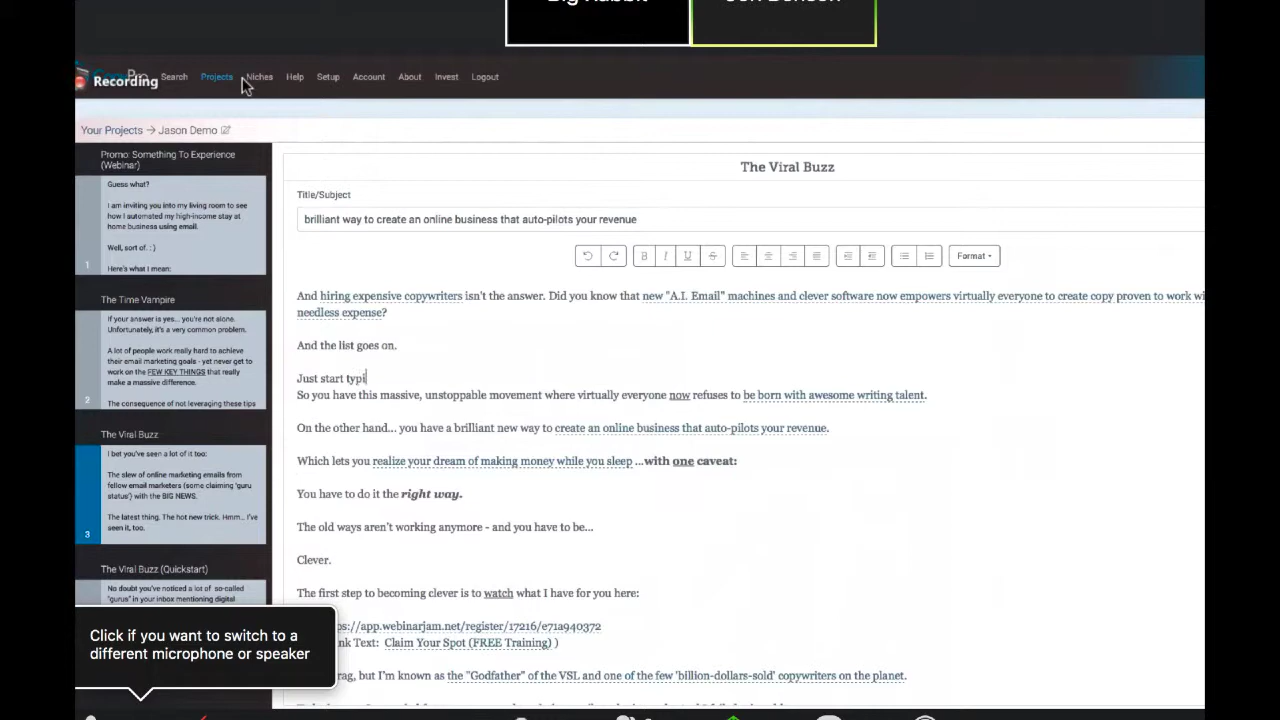 Recording
Search Projects Niches Help Setup Account About Invest Logout
Your Projects → Jason Demo
Promo: Something To Experience
(Webinar)
Guess what?
I am inviting you into my living room to see
how I automated my high-income stay at
home business using email.
Well, sort of. :)
Here's what I mean:
1
The Time Vampire
If your answer is yes... you're not alone.
Unfortunately, it's a very common problem.
A lot of people work really hard to achieve
their email marketing goals - yet never get to
work on the FEW KEY THINGS that really
make a massive difference.
The consequence of not leveraging these tips
2
The Viral Buzz
I bet you've seen a lot of it too:
The slew of online marketing emails from
fellow email marketers (some claiming 'guru
status') with the BIG NEWS.
The latest thing. The hot new trick. Hmm... I've
seen it, too.
3
The Viral Buzz (Quickstart)
No doubt you've noticed a lot of so-called
"gurus" in your inbox mentioning digital
Click if you want to switch to a
different microphone or speaker
The Viral Buzz
Title/Subject
brilliant way to create an online business that auto-pilots your revenue
B I U S Format
And hiring expensive copywriters isn't the answer. Did you know that new "A.I. Email" machines and clever software now empowers virtually everyone to create copy proven to work wi
needless expense?
And the list goes on.
Just start typi
So you have this massive, unstoppable movement where virtually everyone now refuses to be born with awesome writing talent.
On the other hand... you have a brilliant new way to create an online business that auto-pilots your revenue.
Which lets you realize your dream of making money while you sleep ...with one caveat:
You have to do it the right way.
The old ways aren't working anymore - and you have to be...
Clever.
The first step to becoming clever is to watch what I have for you here:
ps://app.webinarjam.net/register/17216/e71a940372
nk Text: Claim Your Spot (FREE Training) )
rag, but I'm known as the "Godfather" of the VSL and one of the few 'billion-dollars-sold' copywriters on the planet.